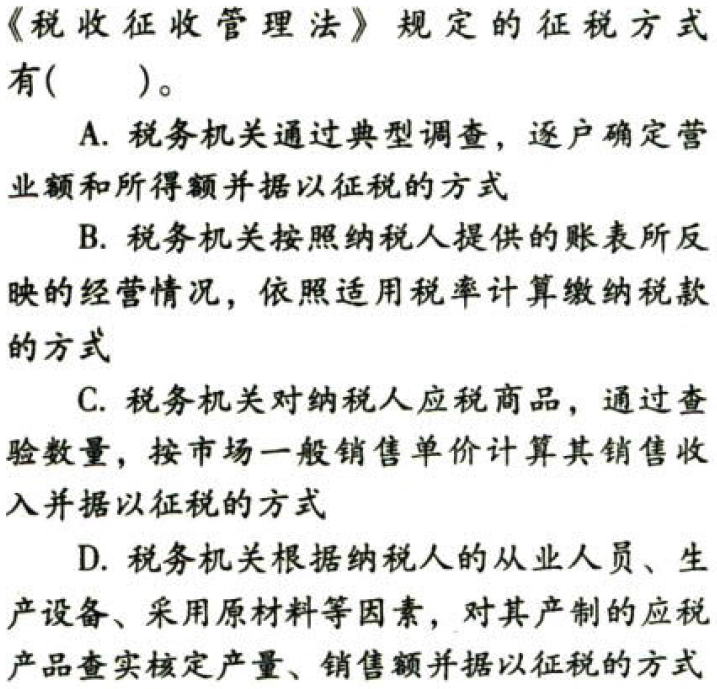 《税收征收管理法》规定的征税方式
有(　　)。
A. 税务机关通过典型调查，逐户确定营
业额和所得额并据以征税的方式
B. 税务机关按照纳税人提供的账表所反
映的经营情况，依照适用税率计算缴纳税款
的方式
C. 税务机关对纳税人应税商品，通过查
验数量，按市场一般销售单价计算其销售收
入并据以征税的方式
D. 税务机关根据纳税人的从业人员、生
产设备、采用原材料等因素，对其产制的应税
产品查实核定产量、销售额并据以征税的方式